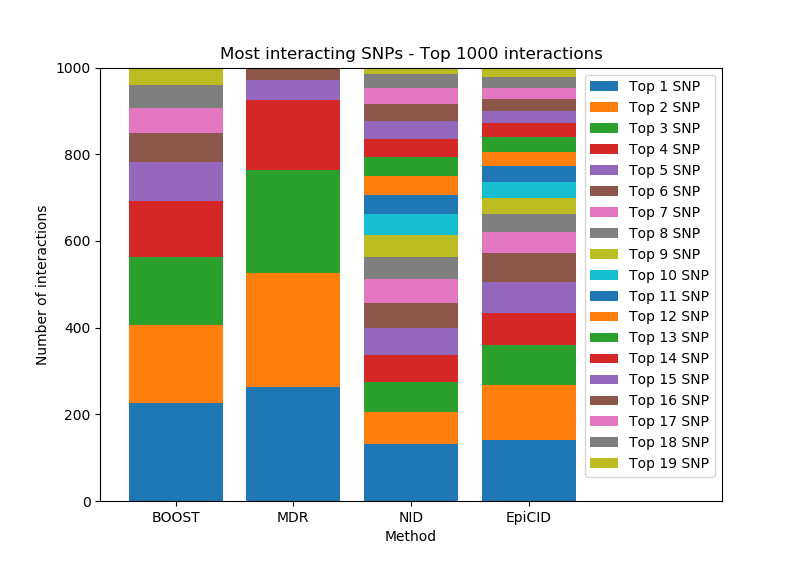 Most interacting SNPs - Top 1000 interactions
Number of interactions
1000
800
600
400
200
0
BOOST
MDR
NID
EpiCID
Method
Top 1 SNP
Top 2 SNP
Top 3 SNP
Top 4 SNP
Top 5 SNP
Top 6 SNP
Top 7 SNP
Top 8 SNP
Top 9 SNP
Top 10 SNP
Top 11 SNP
Top 12 SNP
Top 13 SNP
Top 14 SNP
Top 15 SNP
Top 16 SNP
Top 17 SNP
Top 18 SNP
Top 19 SNP